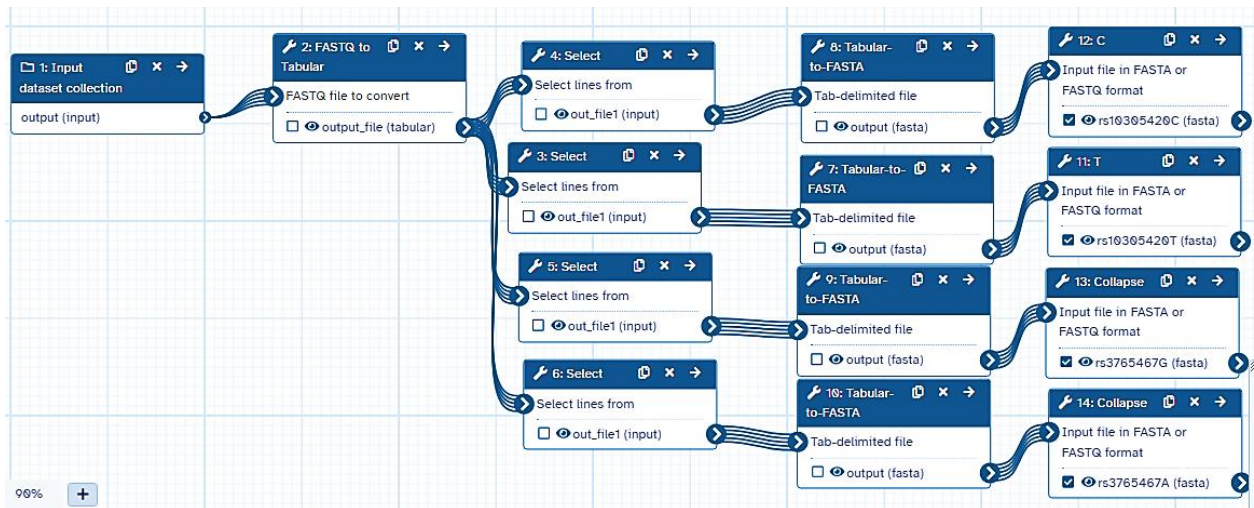 1: Input
dataset collection
output (input)
2: FASTQ to
Tabular
FASTQ file to convert
output_file (tabular)
4: Select
Select lines from
out_file1 (input)
3: Select
Select lines from
out_file1 (input)
5: Select
Select lines from
out_file1 (input)
6: Select
Select lines from
out_file1 (input)
8: Tabular-
to-FASTA
Tab-delimited file
output (fasta)
7: Tabular-to-
FASTA
Tab-delimited file
output (fasta)
9: Tabular-
to-FASTA
Tab-delimited file
output (fasta)
10: Tabular-
to-FASTA
Tab-delimited file
output (fasta)
12: C
Input file in FASTA or
FASTQ format
rs10305420C (fasta)
11: T
Input file in FASTA or
FASTQ format
rs10305420T (fasta)
13: Collapse
Input file in FASTA or
FASTQ format
rs3765467G (fasta)
14: Collapse
Input file in FASTA or
FASTQ format
rs3765467A (fasta)
90%
+